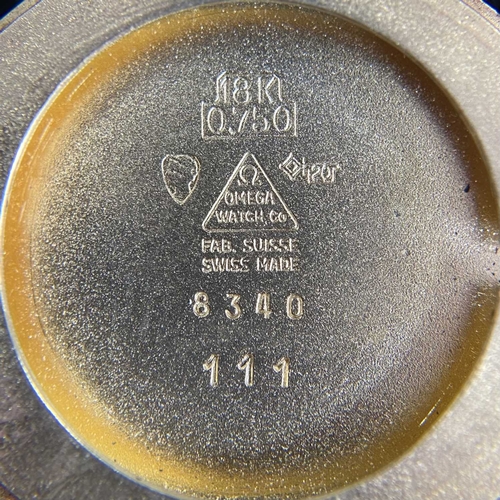 18K
0,750
Ω
OMEGA
WATCH Co
FAB. SUISSE
SWISS MADE
8340
111